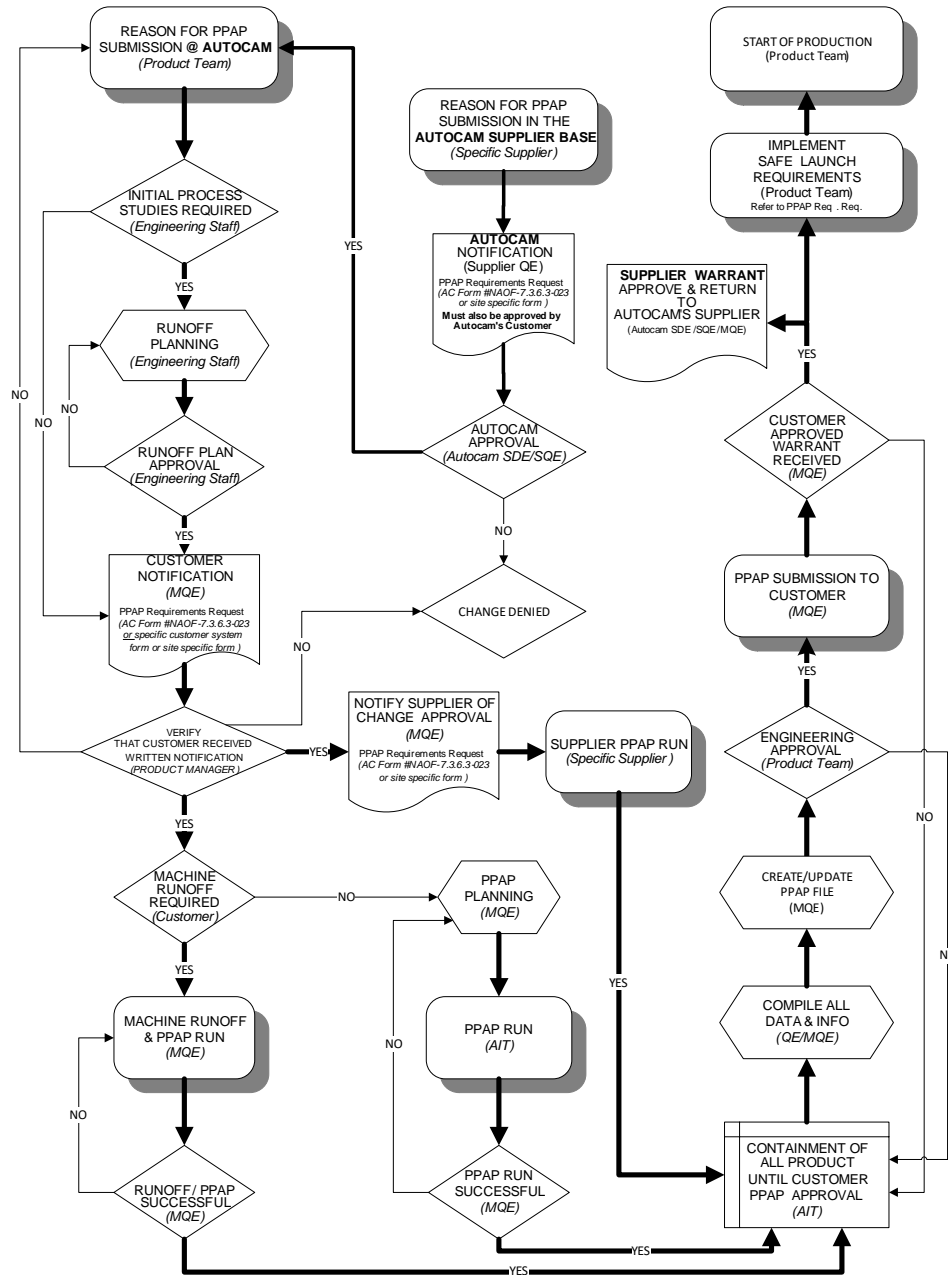 REASON FOR PPAP
SUBMISSION @ AUTOCAM
(Product Team)
INITIAL PROCESS
STUDIES REQUIRED
(Engineering Staff)
YES
RUNOFF
PLANNING
(Engineering Staff)
NO
NO
NO
RUNOFF PLAN
APPROVAL
(Engineering Staff)
YES
CUSTOMER
NOTIFICATION
(MQE)
PPAP Requirements Request
(AC Form #NAOF-7.3.6.3-023
or specific customer system
form or site specific form )
VERIFY
THAT CUSTOMER RECEIVED
WRITTEN NOTIFICATION
(PRODUCT MANAGER)
NO
YES
YES
MACHINE
RUNOFF
REQUIRED
(Customer)
NO
YES
MACHINE RUNOFF
& PPAP RUN
(MQE)
NO
RUNOFF/ PPAP
SUCCESSFUL
(MQE)
YES
REASON FOR PPAP
SUBMISSION IN THE
AUTOCAM SUPPLIER BASE
(Specific Supplier)
AUTOCAM
NOTIFICATION
(Supplier QE)
PPAP Requirements Request
(AC Form #NAOF-7.3.6.3-023
or site specific form )
Must also be approved by
Autocam's Customer
YES
AUTOCAM
APPROVAL
(Autocam SDE/SQE)
NO
CHANGE DENIED
NOTIFY SUPPLIER OF
CHANGE APPROVAL
(MQE)
PPAP Requirements Request
(AC Form #NAOF-7.3.6.3-023
or site specific form )
SUPPLIER PPAP RUN
(Specific Supplier )
YES
PPAP
PLANNING
(MQE)
PPAP RUN
(AIT)
NO
PPAP RUN
SUCCESSFUL
(MQE)
YES
START OF PRODUCTION
(Product Team)
IMPLEMENT
SAFE LAUNCH
REQUIREMENTS
(Product Team)
Refer to PPAP Req . Req.
SUPPLIER WARRANT
APPROVE & RETURN
TO
AUTOCAM'S SUPPLIER
(Autocam SDE /SQE/MQE)
YES
CUSTOMER
APPROVED
WARRANT
RECEIVED
(MQE)
PPAP SUBMISSION TO
CUSTOMER
(MQE)
YES
ENGINEERING
APPROVAL
(Product Team)
NO
CREATE/UPDATE
PPAP FILE
(MQE)
N
COMPILE ALL
DATA & INFO
(QE/MQE)
CONTAINMENT OF
ALL PRODUCT
UNTIL CUSTOMER
PPAP APPROVAL
(AIT)